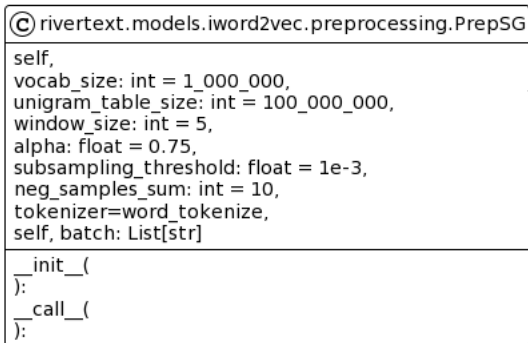 C rivertext.models.iword2vec.preprocessing.PrepSG
self,
vocab_size: int = 1_000_000,
unigram_table_size: int = 100_000_000,
window_size: int = 5,
alpha: float = 0.75,
subsampling_threshold: float = 1e-3,
neg_samples_sum: int = 10,
tokenizer=word_tokenize,
self, batch: List[str]
__init__(
):
__call__(
):